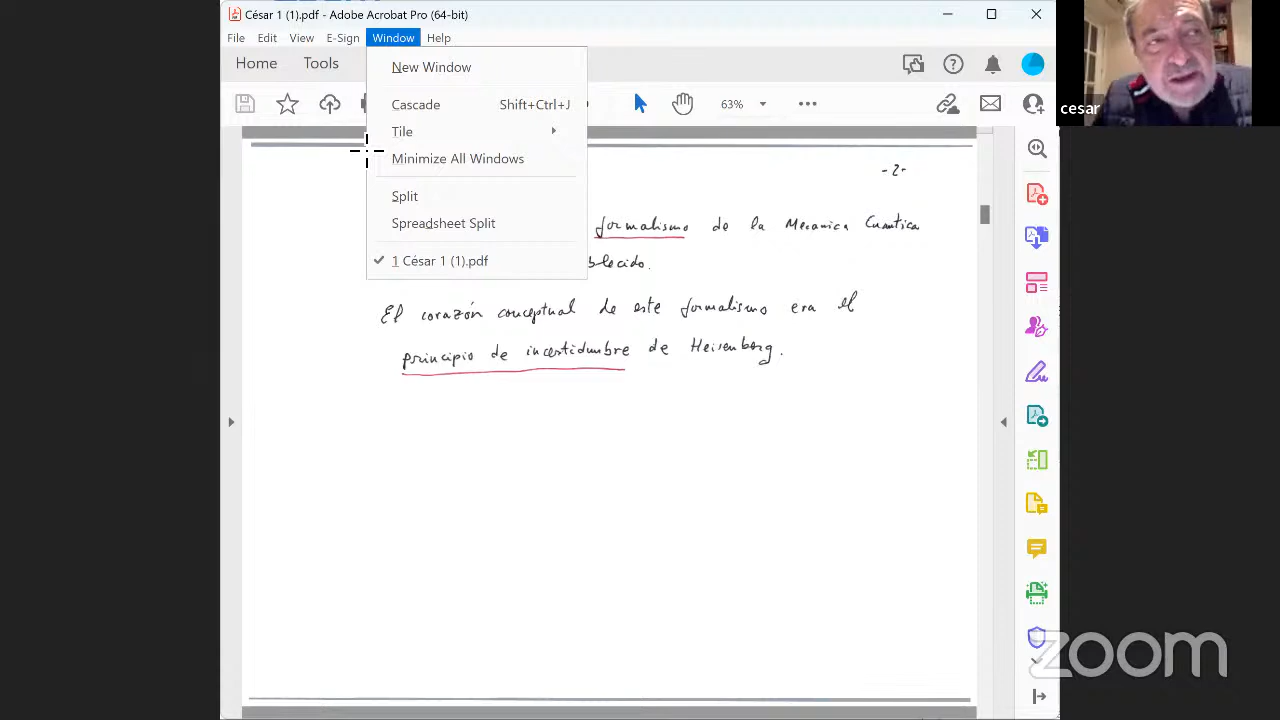 César 1 (1).pdf - Adobe Acrobat Pro (64-bit)
File Edit View E-Sign Window Help
Home Tools
63%
New Window
Cascade Shift+Ctrl+J
Tile
Minimize All Windows
Split
Spreadsheet Split
1 César 1 (1).pdf
cesar
-2-
formalismo de la Mecanica Cuantica
blecido.
El corazón conceptual de este formalismo era el
principio de incertidumbre de Heisenberg.
zoom